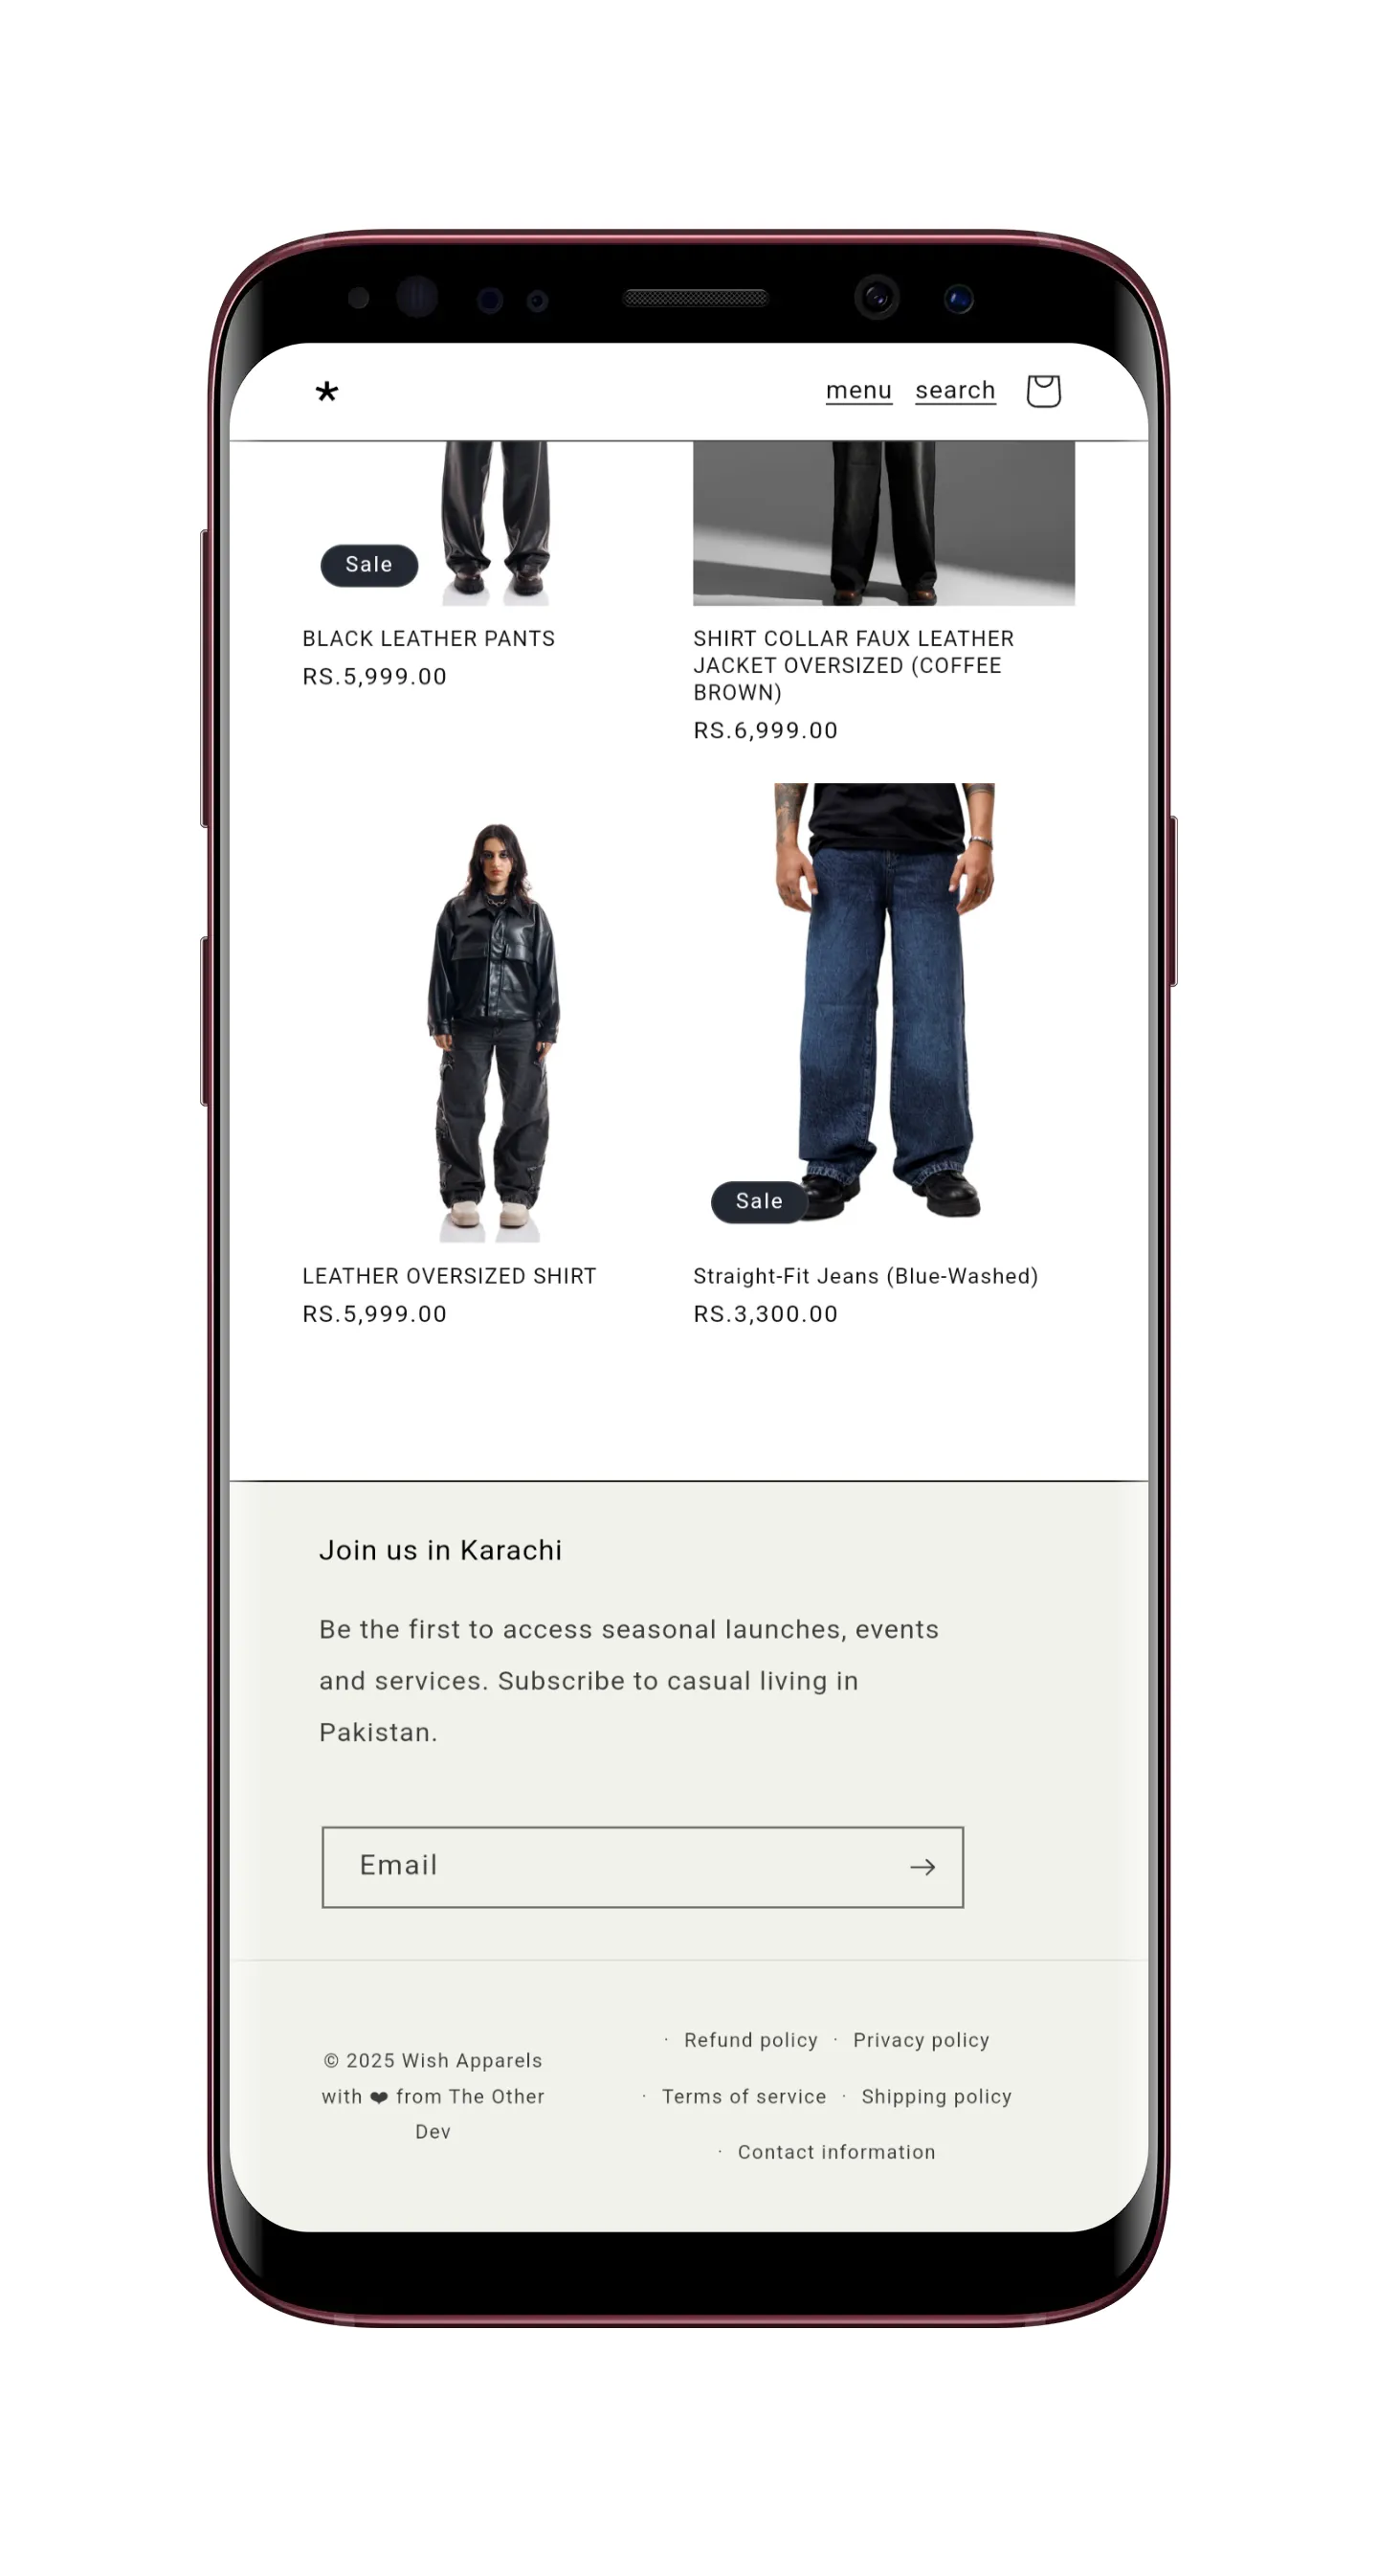 *
menu search
Sale
BLACK LEATHER PANTS
RS.5,999.00
SHIRT COLLAR FAUX LEATHER
JACKET OVERSIZED (COFFEE
BROWN)
RS.6,999.00
LEATHER OVERSIZED SHIRT
RS.5,999.00
Sale
Straight-Fit Jeans (Blue-Washed)
RS.3,300.00
Join us in Karachi
Be the first to access seasonal launches, events
and services. Subscribe to casual living in
Pakistan.
Email →
© 2025 Wish Apparels
with ❤ from The Other
Dev
· Refund policy · Privacy policy
· Terms of service · Shipping policy
· Contact information